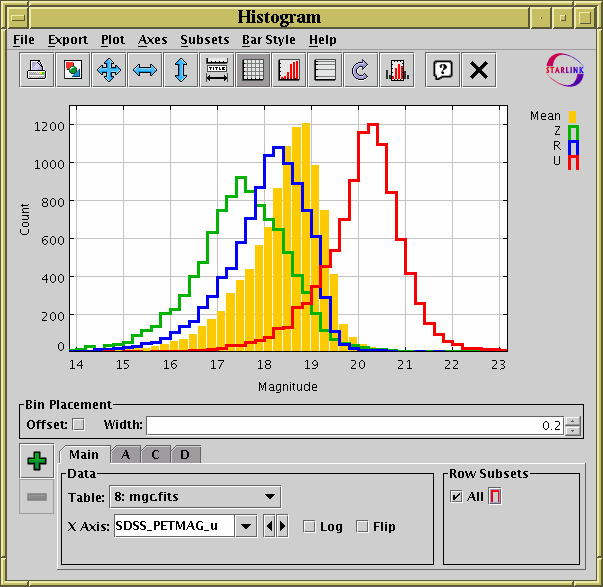 Histogram
File Export Plot Axes Subsets Bar Style Help
TITLE ? STARLINK
1200
1000
800
600
400
200
0
Count
14 15 16 17 18 19 20 21 22 23
Magnitude
Mean
Z
R
U
Bin Placement
Offset: Width: 0.2
Main A C D
Data
Table: 8: mgc.fits
X Axis: SDSS_PETMAG_u Log Flip
Row Subsets
All